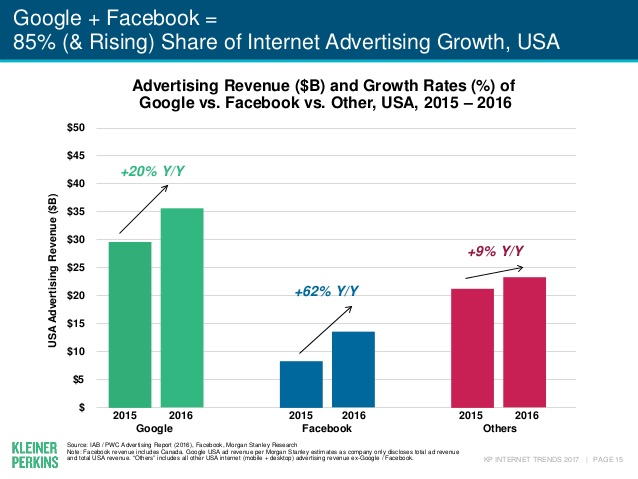 Google + Facebook =
85% (& Rising) Share of Internet Advertising Growth, USA
Advertising Revenue ($B) and Growth Rates (%) of
Google vs. Facebook vs. Other, USA, 2015 – 2016
USA Advertising Revenue ($B)
$50
$45
$40
$35
$30
$25
$20
$15
$10
$5
$
+20% Y/Y
+62% Y/Y
+9% Y/Y
2015 2016 2015 2016 2015 2016
Google Facebook Others
KLEINER
PERKINS
Source: IAB / PWC Advertising Report (2016), Facebook, Morgan Stanley Research
Note: Facebook revenue includes Canada. Google USA ad revenue per Morgan Stanley estimates as company only discloses total ad revenue
and total USA revenue. "Others" includes all other USA internet (mobile + desktop) advertising revenue ex-Google / Facebook.
KP INTERNET TRENDS 2017 | PAGE 15